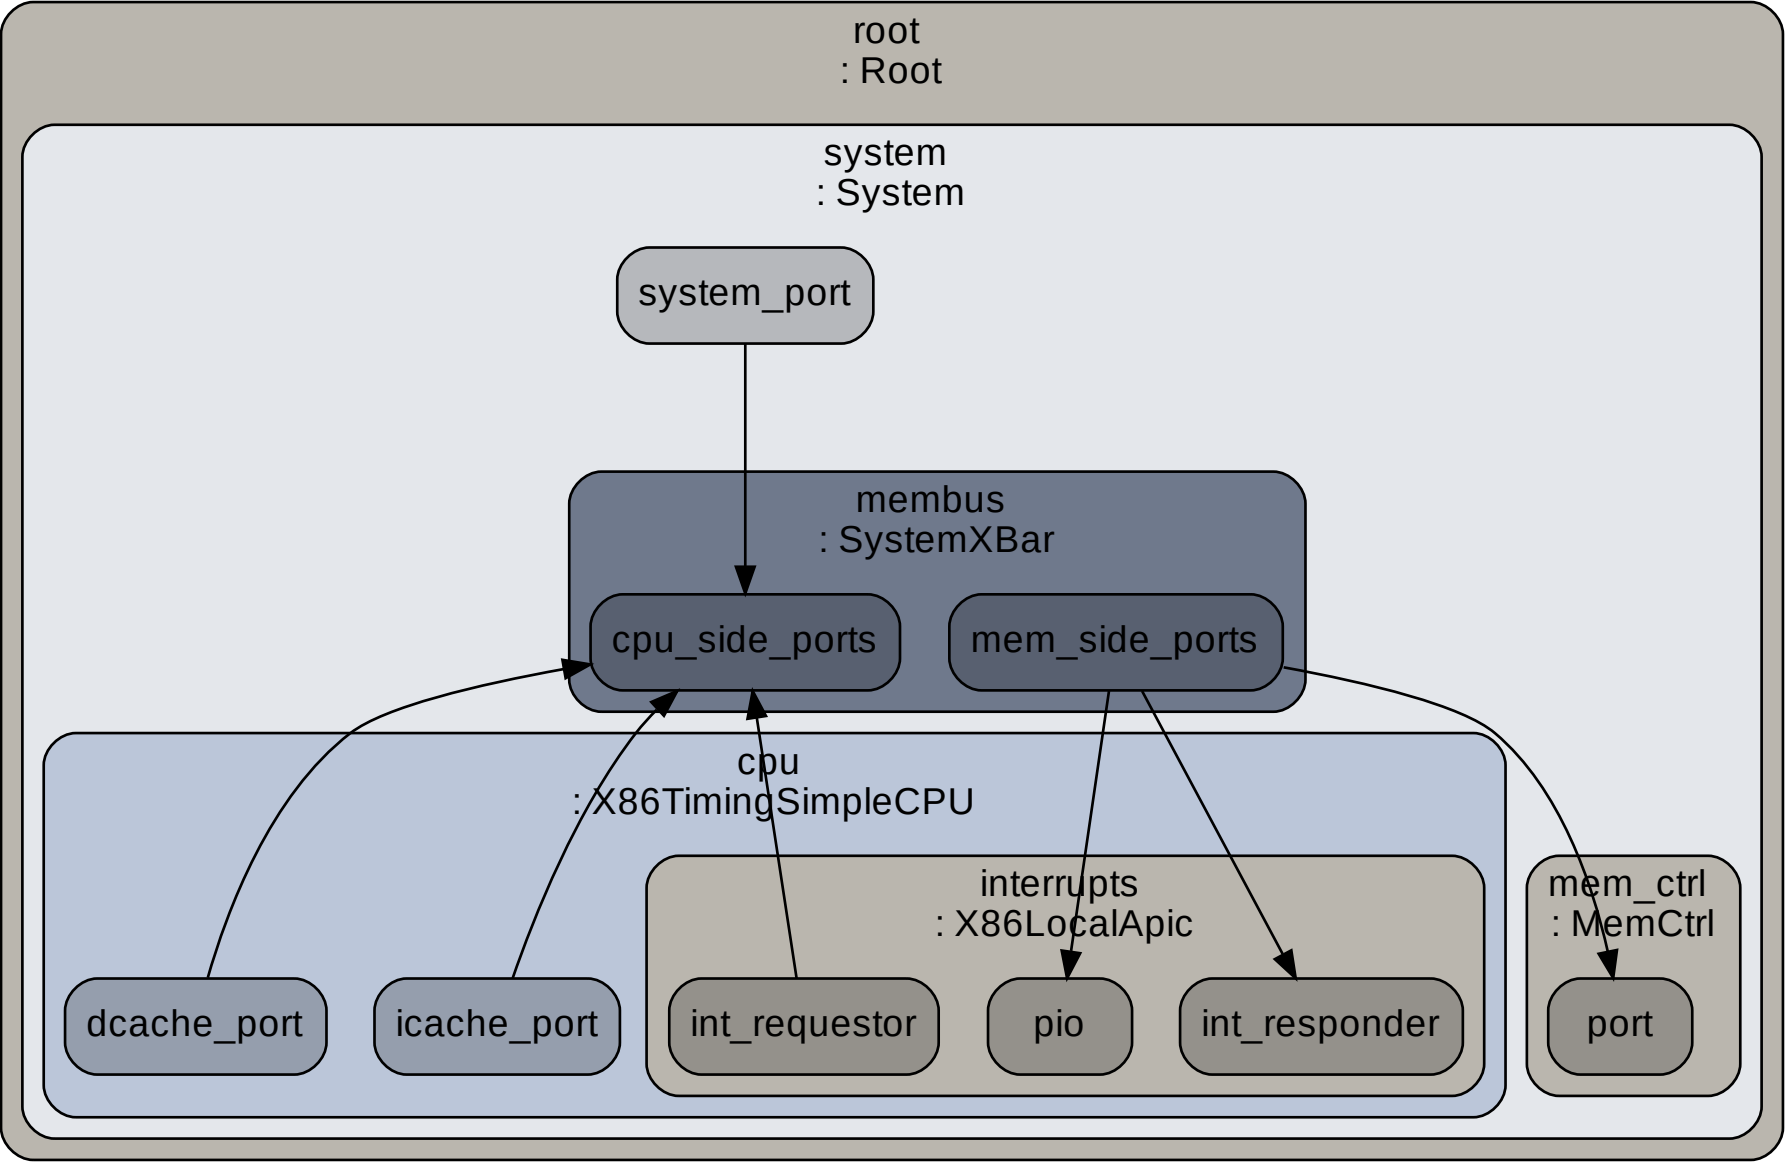 root
: Root
system
: System
system_port
membus
: SystemXBar
cpu_side_ports
mem_side_ports
cpu
: X86TimingSimpleCPU
interrupts
: X86LocalApic
mem_ctrl
: MemCtrl
dcache_port
icache_port
int_requestor
pio
int_responder
port